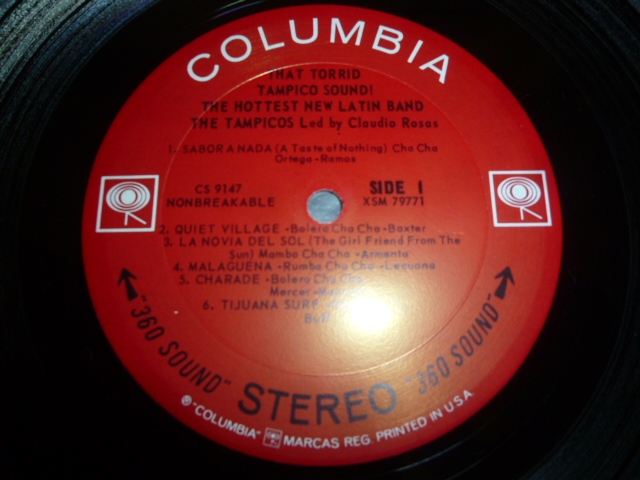 COLUMBIA
THAT TORRID
TAMPICO SOUND!
THE HOTTEST NEW LATIN BAND
THE TAMPICOS Led by Claudio Rosas
1. SABOR A NADA (A Taste of Nothing) Cha Cha
Ortega-Ramos
CS 9147
NONBREAKABLE
SIDE 1
XSM 79771
2. QUIET VILLAGE -Bolero Cha Cha-Baxter
3. LA NOVIA DEL SOL (The Girl Friend From The
Sun) Mambo Cha Cha -Armenta
4. MALAGUENA -Rumba Cha Cha-Lecuona
5. CHARADE -Bolero Cha Cha
Mercer-
6. TIJUANA SURF
"360 SOUND" STEREO "360 SOUND"
℗ "COLUMBIA" MARCAS REG. PRINTED IN U.S.A.